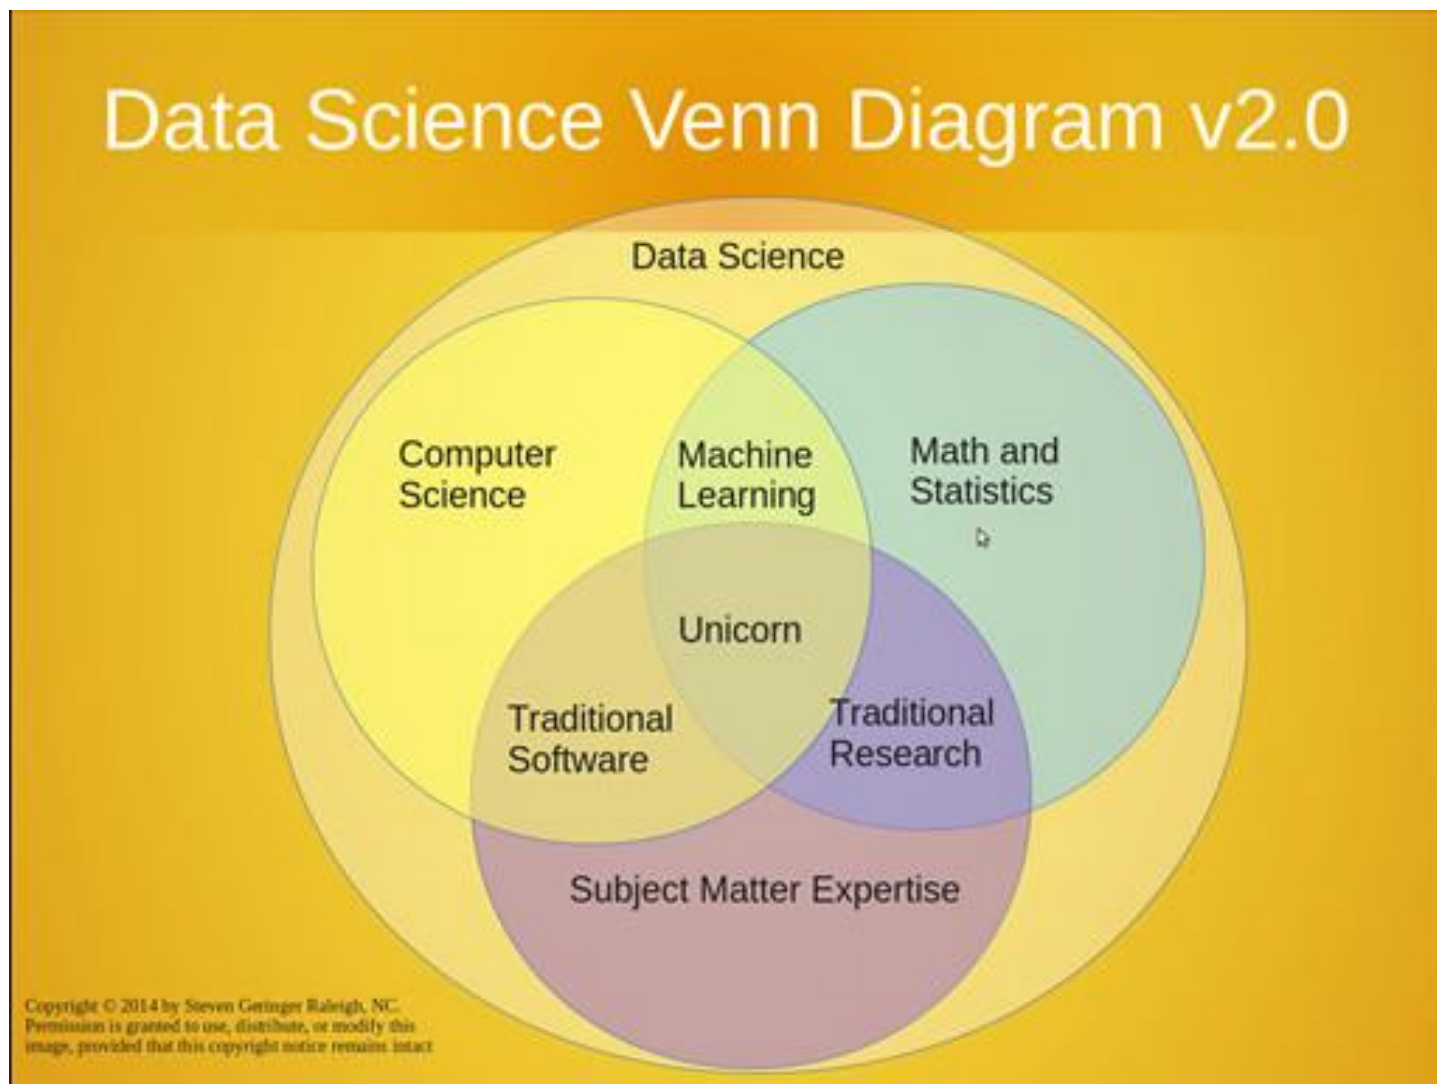 Data Science Venn Diagram v2.0
Data Science
Computer
Science
Machine
Learning
Math and
Statistics
Unicorn
Traditional
Software
Traditional
Research
Subject Matter Expertise
Copyright © 2014 by Steven Geringer Raleigh, NC.
Permission is granted to use, distribute, or modify this
image, provided that this copyright notice remains intact